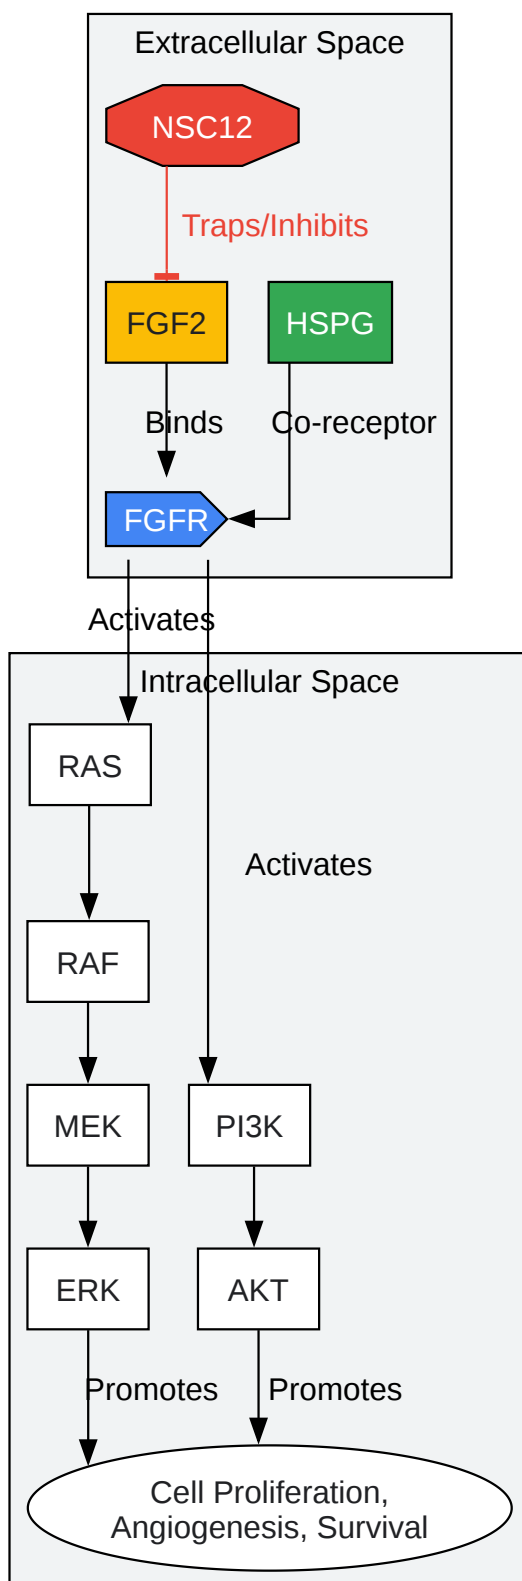 Extracellular Space
NSC12
Traps/Inhibits
FGF2
HSPG
Binds
Co-receptor
FGFR
Activates
Intracellular Space
RAS
Activates
RAF
MEK
PI3K
ERK
AKT
Promotes
Promotes
Cell Proliferation,
Angiogenesis, Survival